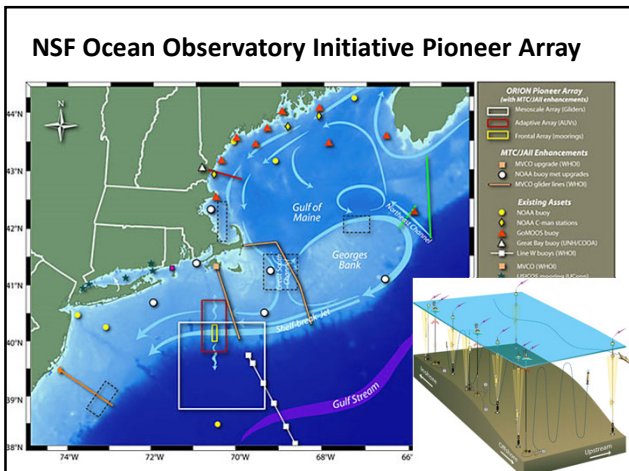 NSF Ocean Observatory Initiative Pioneer Array
44°N
43°N
42°N
41°N
40°N
39°N
38°N
74°W
72°W
70°W
68°W
66°
N
Gulf of
Maine
Northeast Channel
Georges
Bank
Great South
Channel
Shelf-break Jet
Gulf Stream
ORION Pioneer Array
(with MTC/JAII enhancements)
Mesoscale Array (Gliders)
Adaptive Array (AUVs)
Frontal Array (moorings)
MTC/JAII Enhancements
MVCO upgrade (WHOI)
NOAA buoy met upgrades
MVCO glider lines (WHOI)
Existing Assets
NOAA buoy
NOAA C-man stations
GoMOOS buoy
Great Bay buoy (UNH/COOA)
Line W buoys (WHOI)
MVCO (WHOI)
Upstream
Offshore